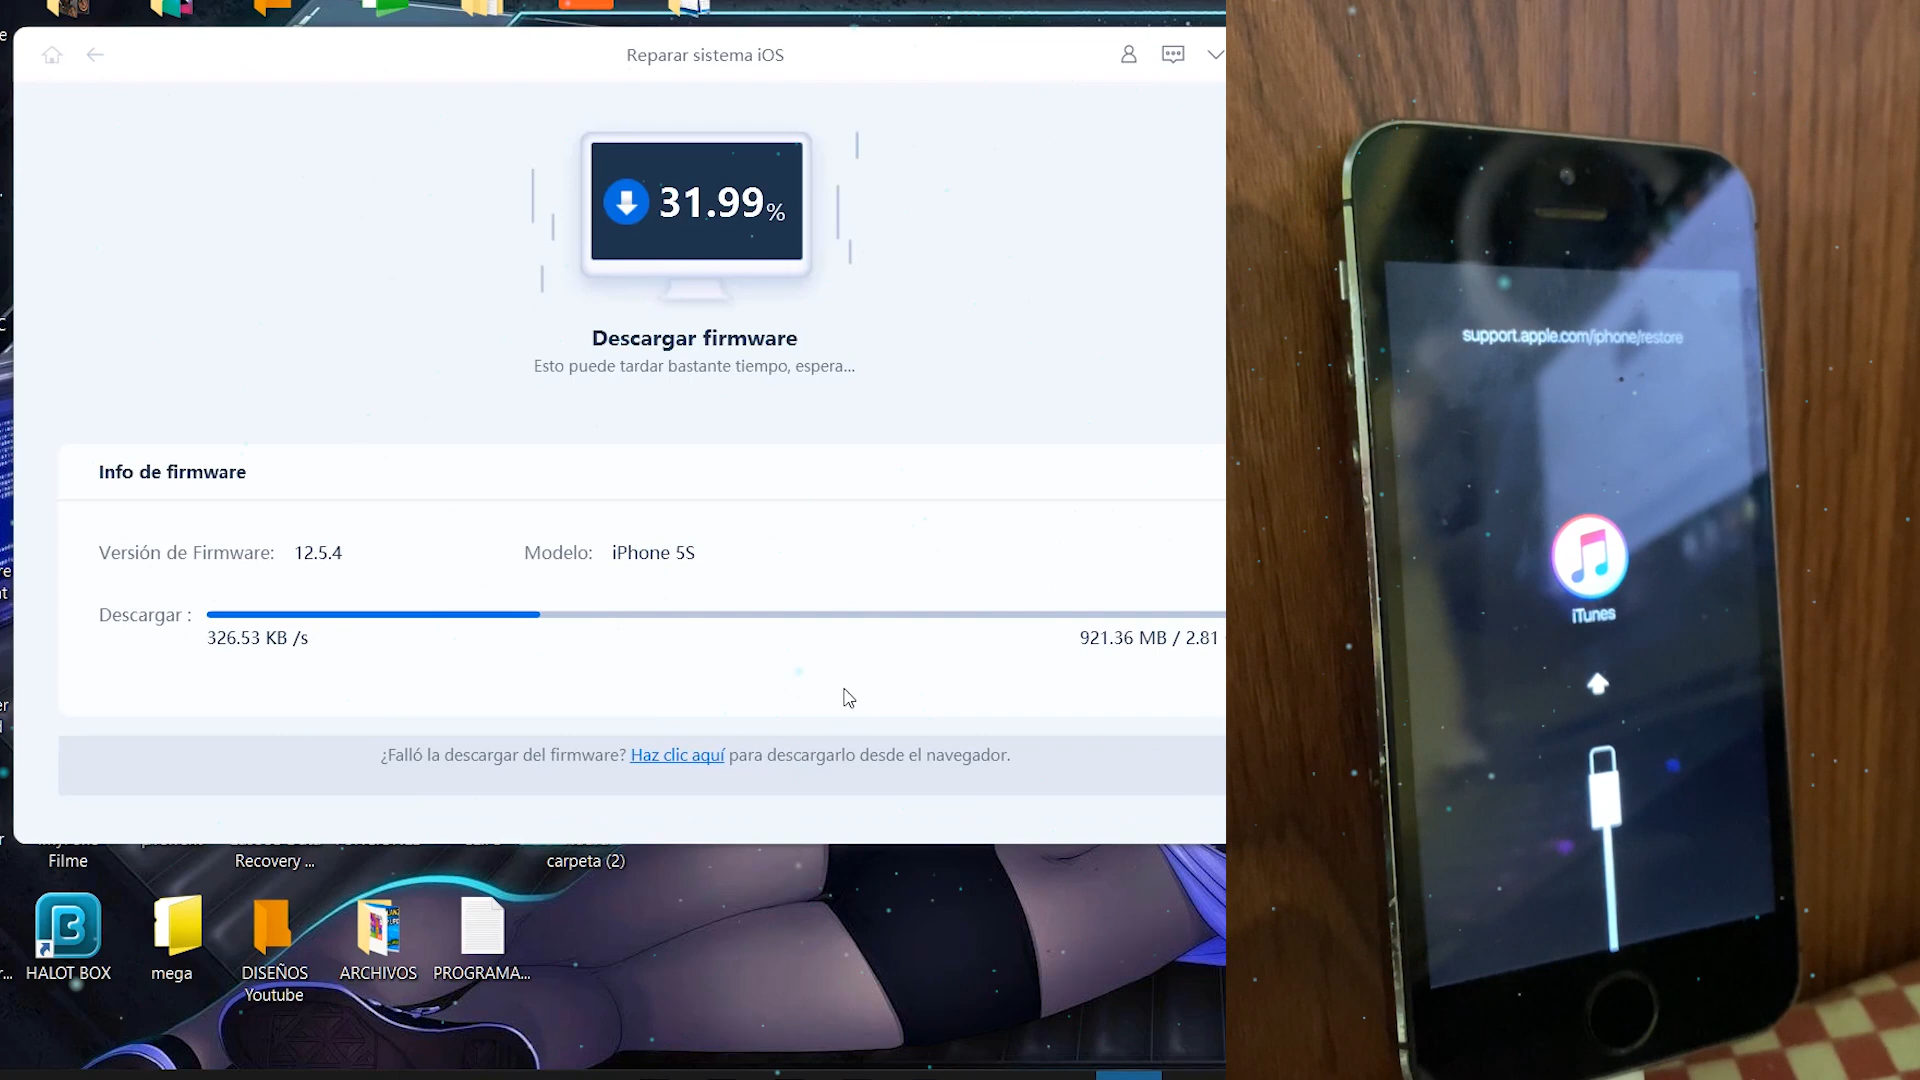 Reparar sistema iOS
31.99%
Descargar firmware
Esto puede tardar bastante tiempo, espera...
Info de firmware
Versión de Firmware: 12.5.4
Modelo: iPhone 5S
Descargar :
326.53 KB /s
921.36 MB / 2.81
¿Falló la descargar del firmware? Haz clic aquí para descargarlo desde el navegador.
Filme
Recovery ...
carpeta (2)
HALOT BOX
mega
DISEÑOS
Youtube
ARCHIVOS
PROGRAMA...
support.apple.com/iphone/restore
iTunes